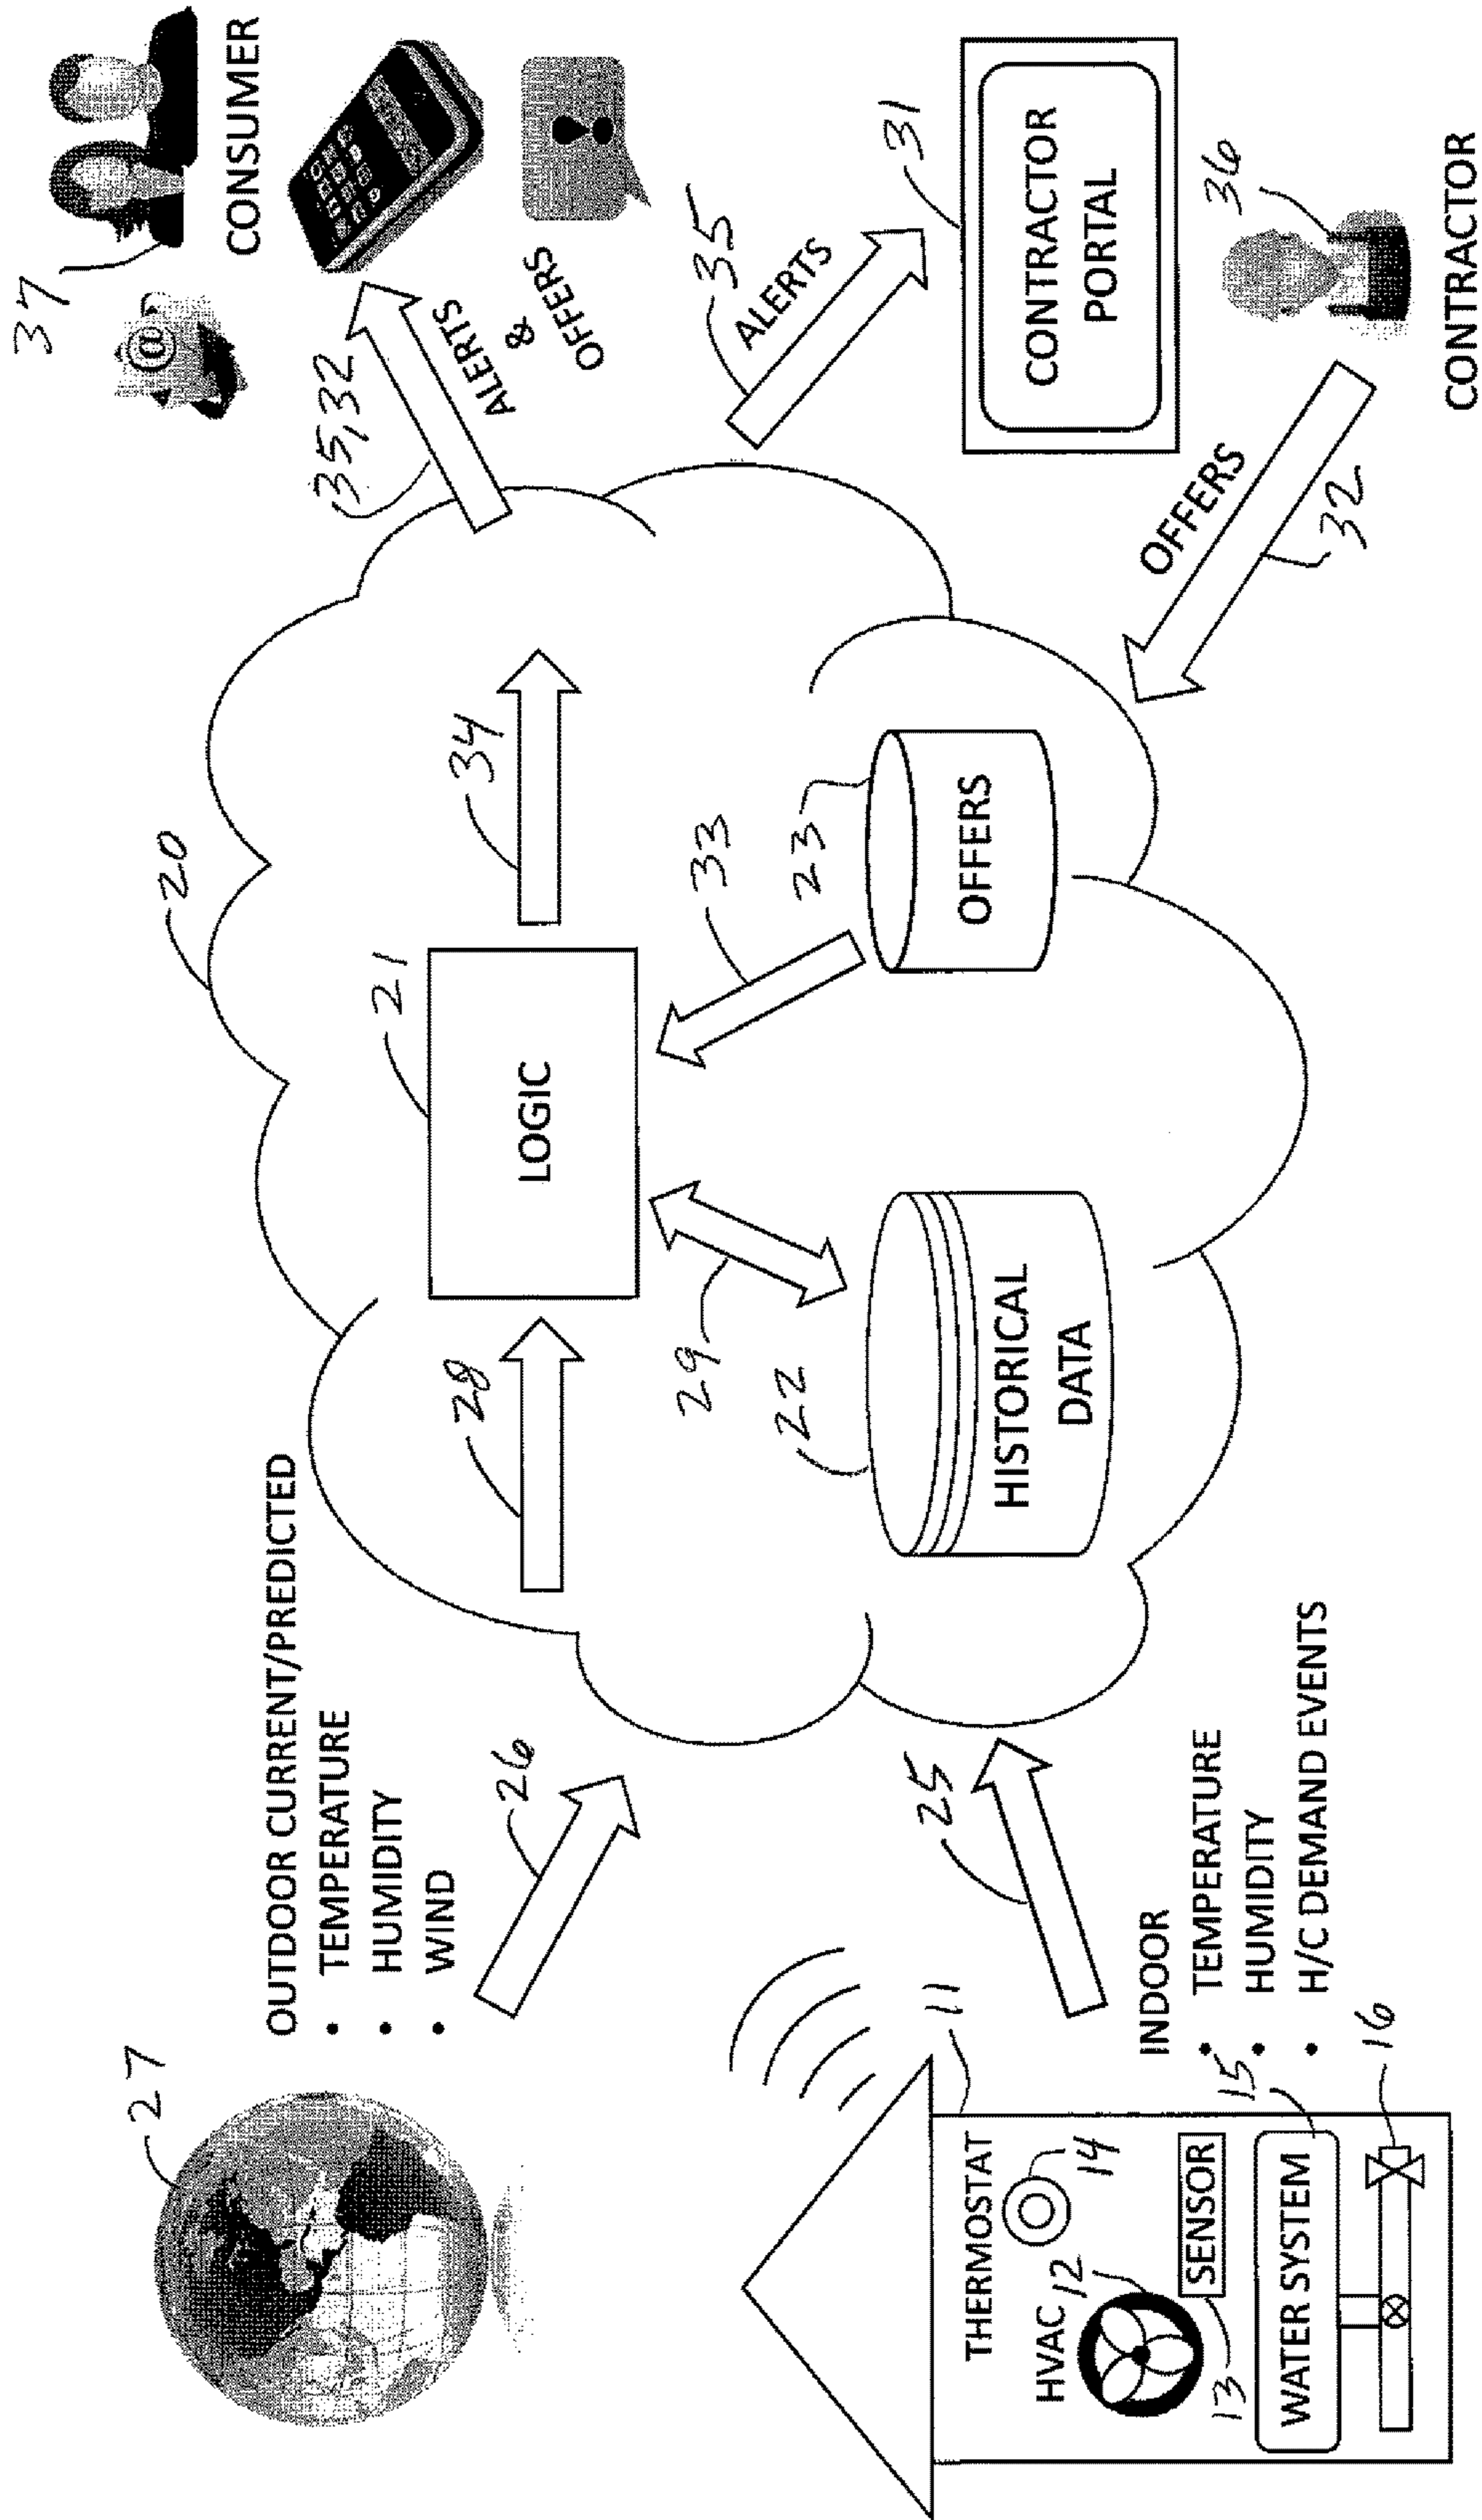 27
OUTDOOR CURRENT/PREDICTED
• TEMPERATURE
• HUMIDITY
• WIND
26
20
28
21
LOGIC
34
35,32
ALERTS
&
OFFERS
37
@
CONSUMER
!
29
33
22
HISTORICAL
DATA
23
OFFERS
35
ALERTS
31
CONTRACTOR
PORTAL
36
CONTRACTOR
OFFERS
32
11
25
THERMOSTAT
14
HVAC
12
SENSOR
13
WATER SYSTEM
15
16
INDOOR
• TEMPERATURE
• HUMIDITY
• H/C DEMAND EVENTS